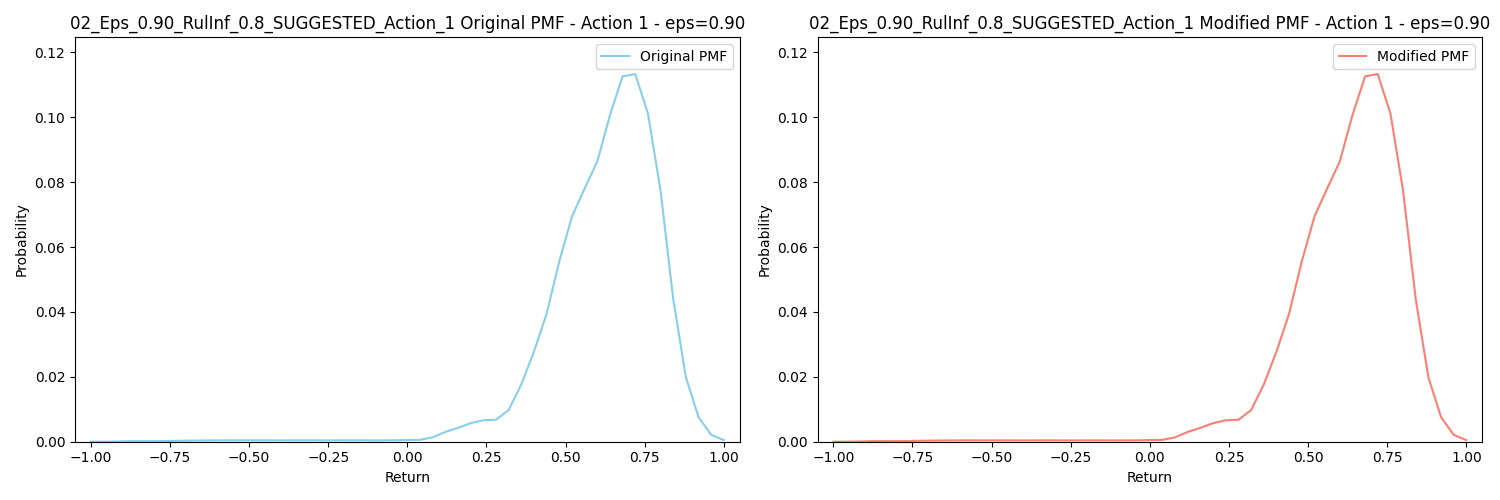 02_Eps_0.90_RulInf_0.8_SUGGESTED_Action_1 Original PMF - Action 1 - eps=0.90
Original PMF
0.12
0.10
0.08
0.06
0.04
0.02
0.00
Probability
−1.00 −0.75 −0.50 −0.25 0.00 0.25 0.50 0.75 1.00
Return
02_Eps_0.90_RulInf_0.8_SUGGESTED_Action_1 Modified PMF - Action 1 - eps=0.90
Modified PMF
0.12
0.10
0.08
0.06
0.04
0.02
0.00
Probability
−1.00 −0.75 −0.50 −0.25 0.00 0.25 0.50 0.75 1.00
Return